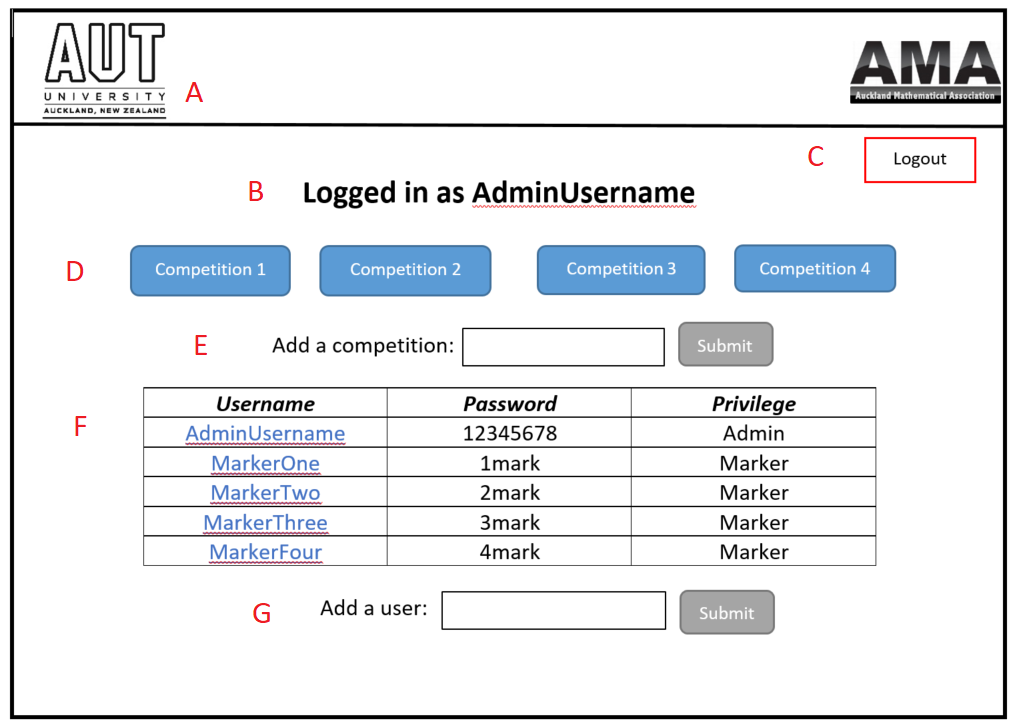 AUT
UNIVERSITY
AUCKLAND, NEW ZEALAND
A
AMA
Auckland Mathematical Association
C
Logout
B
Logged in as AdminUsername
D
Competition 1
Competition 2
Competition 3
Competition 4
E
Add a competition:
Submit
F
Username Password Privilege
AdminUsername 12345678 Admin
MarkerOne 1mark Marker
MarkerTwo 2mark Marker
MarkerThree 3mark Marker
MarkerFour 4mark Marker
G
Add a user:
Submit